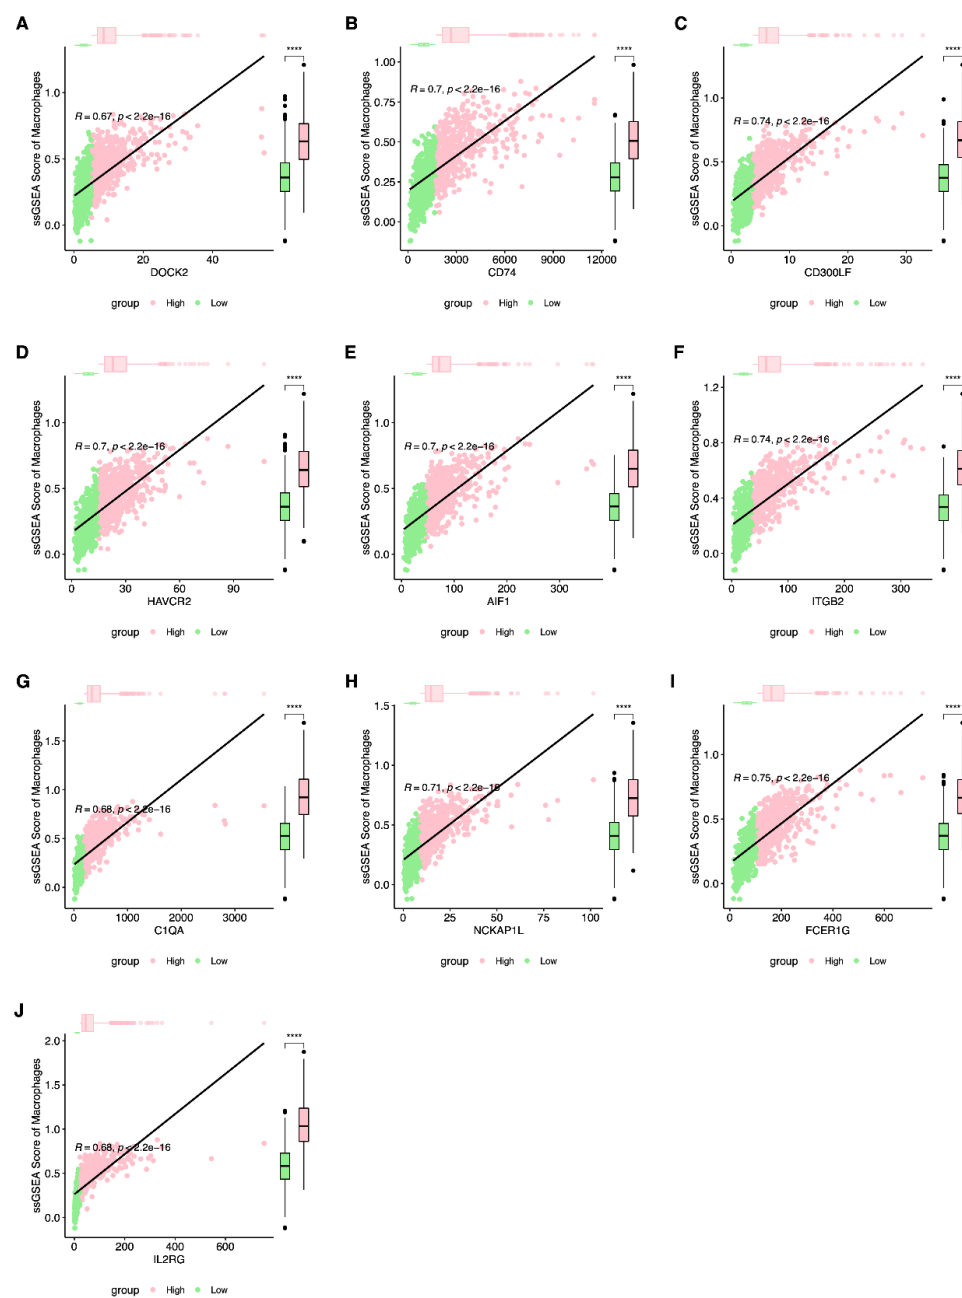 A
ssGSEA Score of Macrophages
1.0
0.5
0.0
R = 0.67, p < 2.2e−16
****
0
20
40
DOCK2
group High Low
B
ssGSEA Score of Macrophages
1.00
0.75
0.50
0.25
0.00
R = 0.7, p < 2.2e−16
****
0
3000
6000
9000
12000
CD74
group High Low
C
ssGSEA Score of Macrophages
1.0
0.5
0.0
R = 0.74, p < 2.2e−16
****
0
10
20
30
CD300LF
group High Low
D
ssGSEA Score of Macrophages
1.0
0.5
0.0
R = 0.7, p < 2.2e−16
****
0
30
60
90
HAVCR2
group High Low
E
ssGSEA Score of Macrophages
1.0
0.5
0.0
R = 0.7, p < 2.2e−16
****
0
100
200
300
AIF1
group High Low
F
ssGSEA Score of Macrophages
1.2
0.8
0.4
0.0
R = 0.74, p < 2.2e−16
****
0
100
200
300
ITGB2
group High Low
G
ssGSEA Score of Macrophages
1.5
1.0
0.5
0.0
R = 0.68, p < 2.2e−16
****
0
1000
2000
3000
C1QA
group High Low
H
ssGSEA Score of Macrophages
1.5
1.0
0.5
0.0
R = 0.71, p < 2.2e−16
****
0
25
50
75
100
NCKAP1L
group High Low
I
ssGSEA Score of Macrophages
1.0
0.5
0.0
R = 0.75, p < 2.2e−16
****
0
200
400
600
FCER1G
group High Low
J
ssGSEA Score of Macrophages
2.0
1.5
1.0
0.5
0.0
R = 0.68, p < 2.2e−16
****
0
200
400
600
IL2RG
group High Low